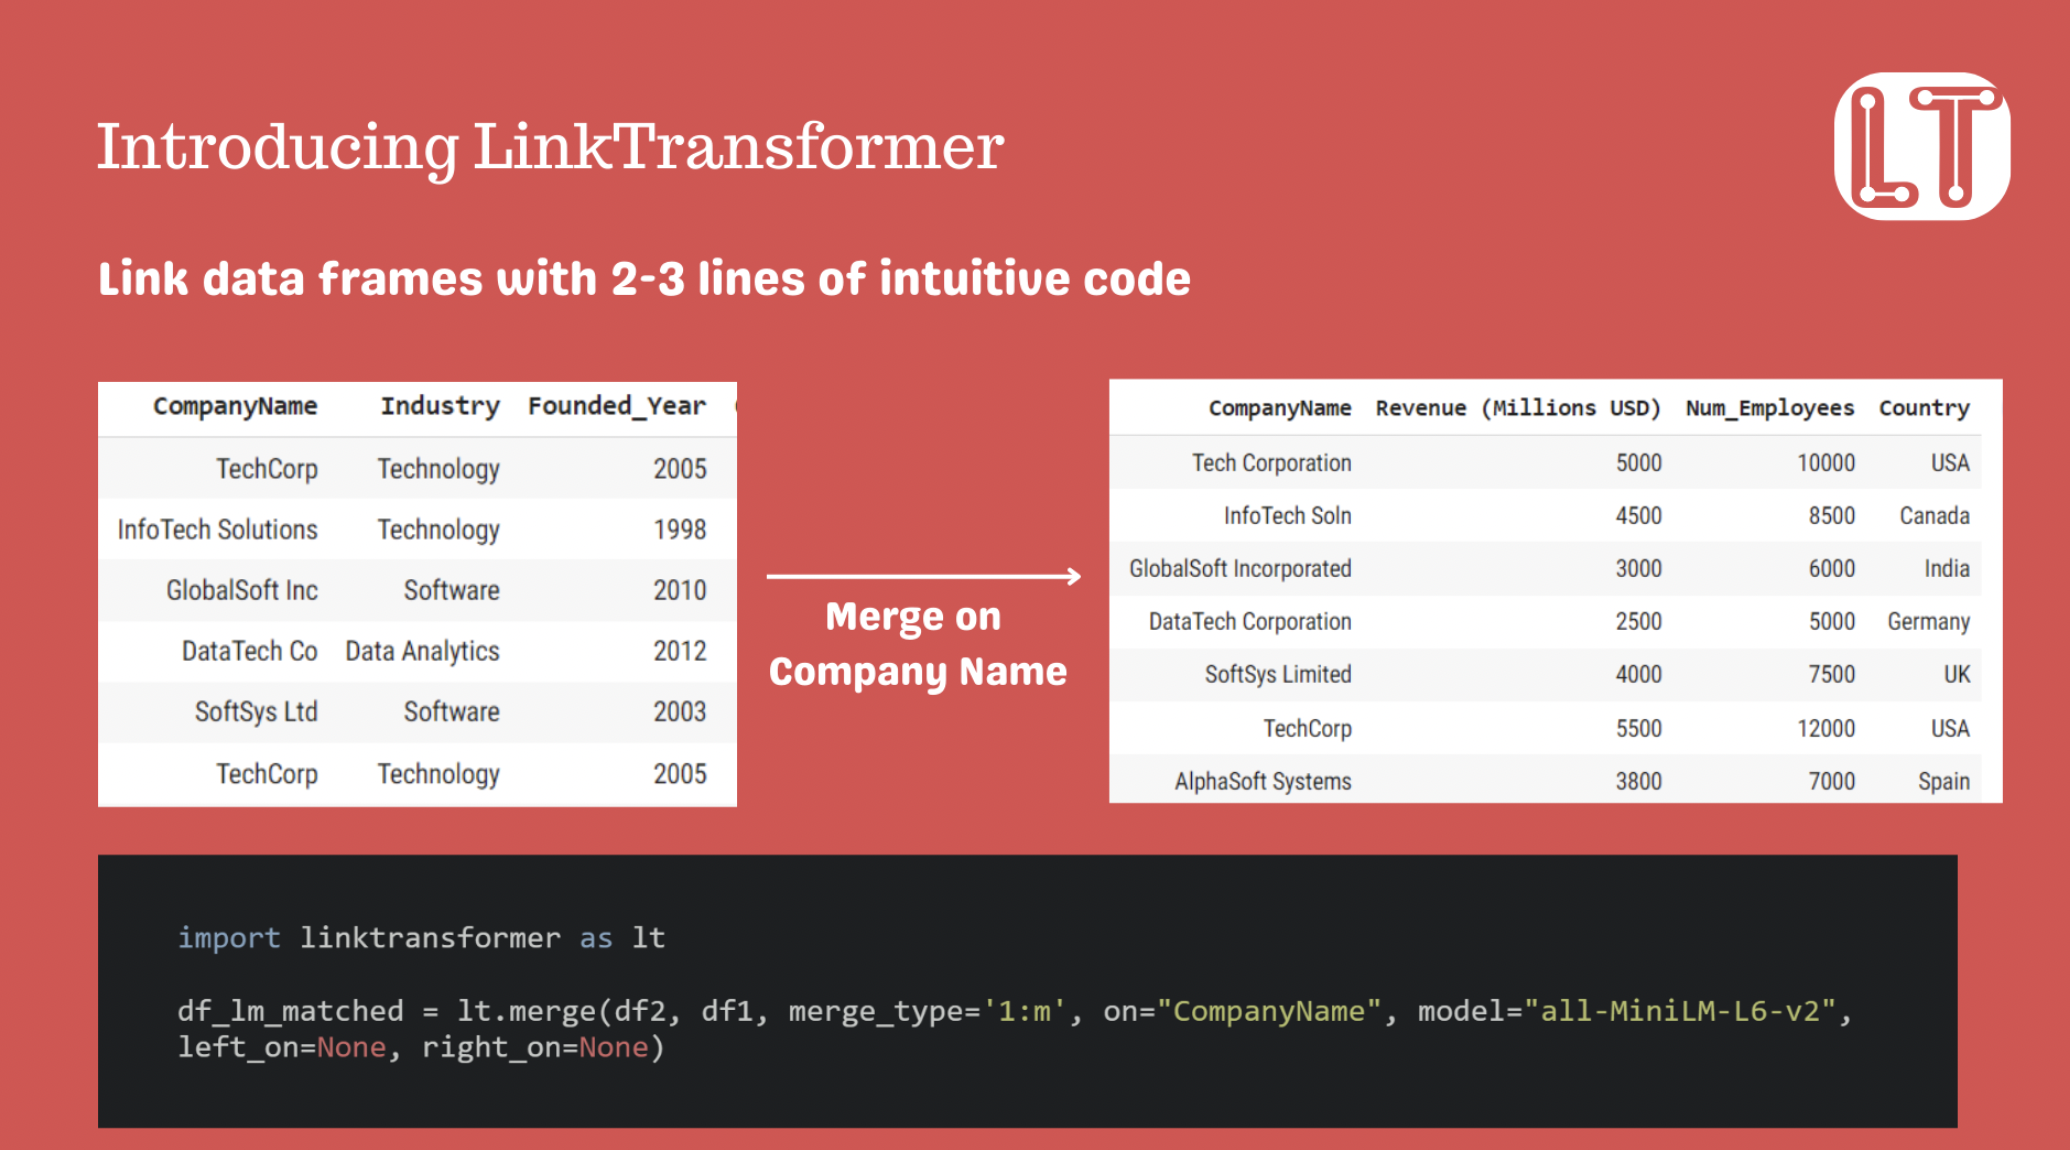 Introducing LinkTransformer
LT
Link data frames with 2-3 lines of intuitive code
CompanyName Industry Founded_Year
TechCorp Technology 2005
InfoTech Solutions Technology 1998
GlobalSoft Inc Software 2010
DataTech Co Data Analytics 2012
SoftSys Ltd Software 2003
TechCorp Technology 2005
Merge on
Company Name
CompanyName Revenue (Millions USD) Num_Employees Country
Tech Corporation 5000 10000 USA
InfoTech Soln 4500 8500 Canada
GlobalSoft Incorporated 3000 6000 India
DataTech Corporation 2500 5000 Germany
SoftSys Limited 4000 7500 UK
TechCorp 5500 12000 USA
AlphaSoft Systems 3800 7000 Spain
import linktransformer as lt
df_lm_matched = lt.merge(df2, df1, merge_type='1:m', on="CompanyName", model="all-MiniLM-L6-v2",
left_on=None, right_on=None)